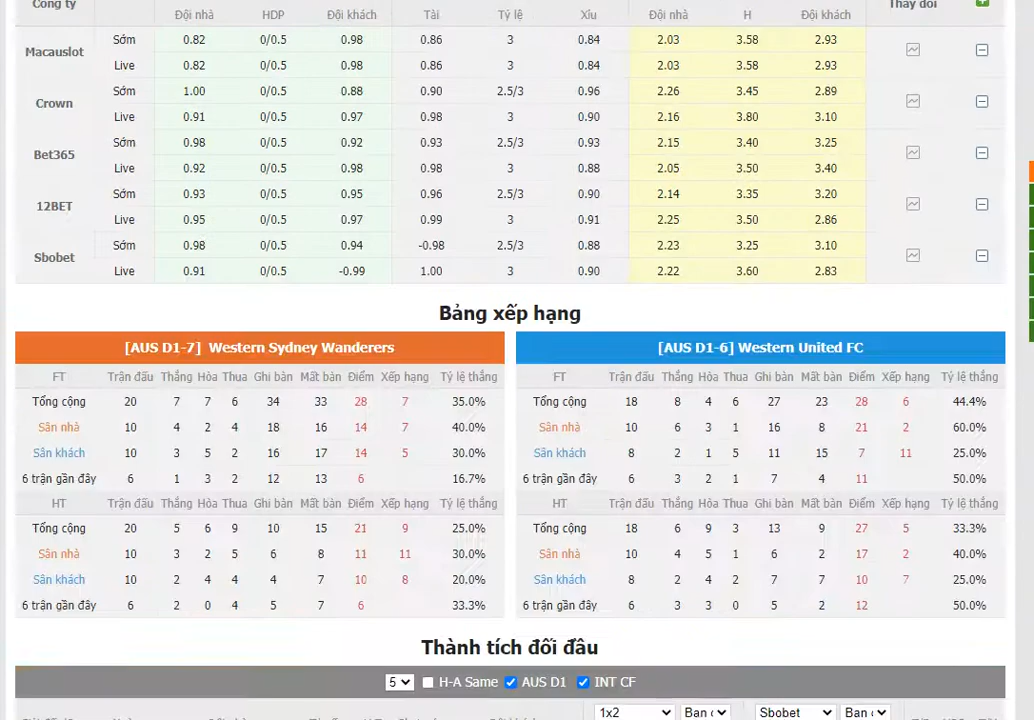 Công ty Đội nhà HDP Đội khách Tài Tỷ lệ Xỉu Đội nhà H Đội khách Thay đổi
Macauslot
Sớm 0.82 0/0.5 0.98 0.86 3 0.84 2.03 3.58 2.93
Live 0.82 0/0.5 0.98 0.86 3 0.84 2.03 3.58 2.93
Crown
Sớm 1.00 0/0.5 0.88 0.90 2.5/3 0.96 2.26 3.45 2.89
Live 0.91 0/0.5 0.97 0.98 3 0.90 2.16 3.80 3.10
Bet365
Sớm 0.98 0/0.5 0.92 0.93 2.5/3 0.93 2.15 3.40 3.25
Live 0.92 0/0.5 0.98 0.98 3 0.88 2.05 3.50 3.40
12BET
Sớm 0.93 0/0.5 0.95 0.96 2.5/3 0.90 2.14 3.35 3.20
Live 0.95 0/0.5 0.97 0.99 3 0.91 2.25 3.50 2.86
Sbobet
Sớm 0.98 0/0.5 0.94 -0.98 2.5/3 0.88 2.23 3.25 3.10
Live 0.91 0/0.5 -0.99 1.00 3 0.90 2.22 3.60 2.83
Bảng xếp hạng
[AUS D1-7] Western Sydney Wanderers
FT Trận đấu Thắng Hòa Thua Ghi bàn Mất bàn Điểm Xếp hạng Tỷ lệ thắng
Tổng cộng 20 7 7 6 34 33 28 7 35.0%
Sân nhà 10 4 2 4 18 16 14 7 40.0%
Sân khách 10 3 5 2 16 17 14 5 30.0%
6 trận gần đây 6 1 3 2 12 13 6 16.7%
HT Trận đấu Thắng Hòa Thua Ghi bàn Mất bàn Điểm Xếp hạng Tỷ lệ thắng
Tổng cộng 20 5 6 9 10 15 21 9 25.0%
Sân nhà 10 3 2 5 6 8 11 11 30.0%
Sân khách 10 2 4 4 4 7 10 8 20.0%
6 trận gần đây 6 2 0 4 5 7 6 33.3%
[AUS D1-6] Western United FC
FT Trận đấu Thắng Hòa Thua Ghi bàn Mất bàn Điểm Xếp hạng Tỷ lệ thắng
Tổng cộng 18 8 4 6 27 23 28 6 44.4%
Sân nhà 10 6 3 1 16 8 21 2 60.0%
Sân khách 8 2 1 5 11 15 7 11 25.0%
6 trận gần đây 6 3 2 1 7 4 11 50.0%
HT Trận đấu Thắng Hòa Thua Ghi bàn Mất bàn Điểm Xếp hạng Tỷ lệ thắng
Tổng cộng 18 6 9 3 13 9 27 5 33.3%
Sân nhà 10 4 5 1 6 2 17 2 40.0%
Sân khách 8 2 4 2 7 7 10 7 25.0%
6 trận gần đây 6 3 3 0 5 2 12 50.0%
Thành tích đối đầu
5 H-A Same AUS D1 INT CF
1x2 Ban c Sbobet Ban c